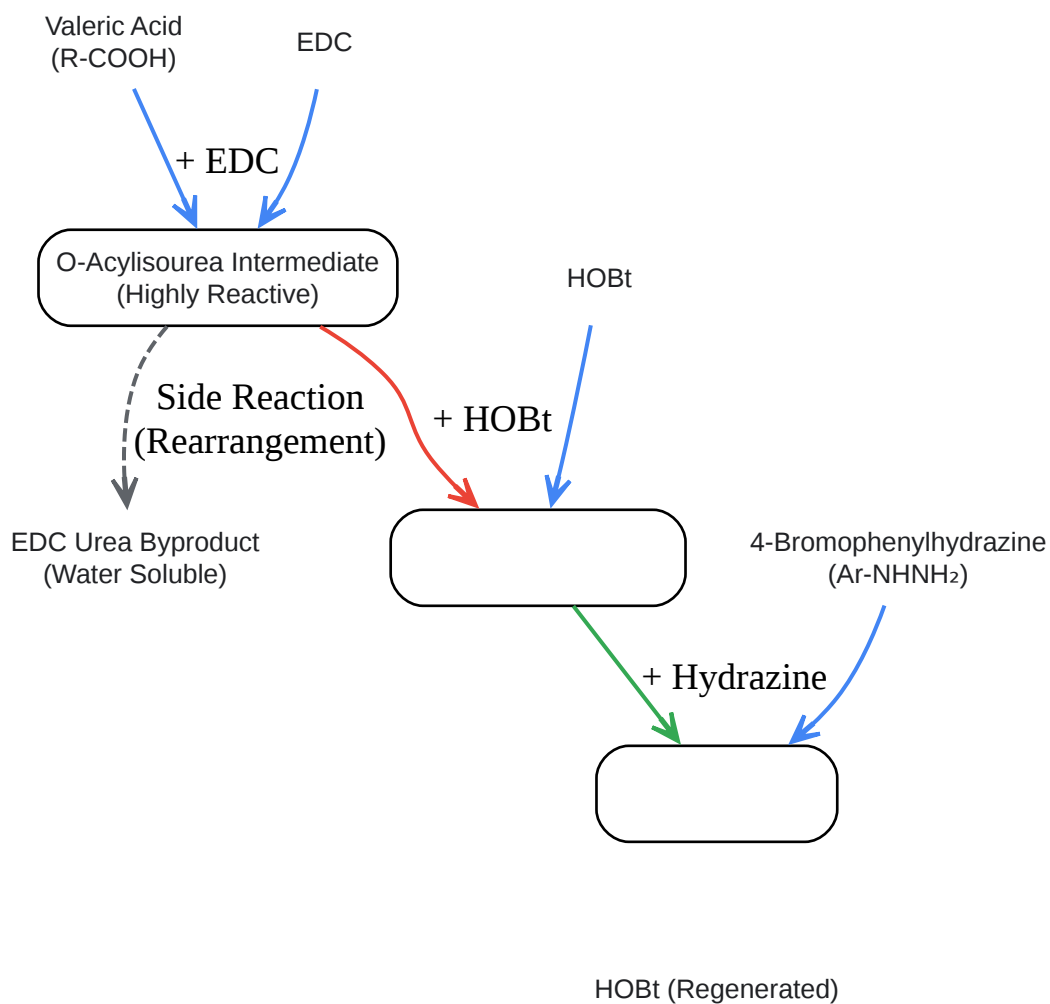 Valeric Acid
(R-COOH)
EDC
+ EDC
O-Acylisourea Intermediate
(Highly Reactive)
HOBt
Side Reaction
(Rearrangement)
+ HOBt
EDC Urea Byproduct
(Water Soluble)
4-Bromophenylhydrazine
(Ar-NHNH₂)
+ Hydrazine
HOBt (Regenerated)